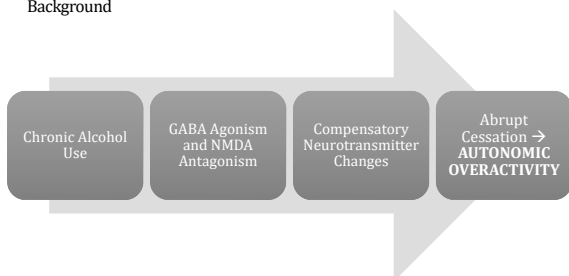 Background
Chronic Alcohol
Use
GABA Agonism
and NMDA
Antagonism
Compensatory
Neurotransmitter
Changes
Abrupt
Cessation →
AUTONOMIC
OVERACTIVITY